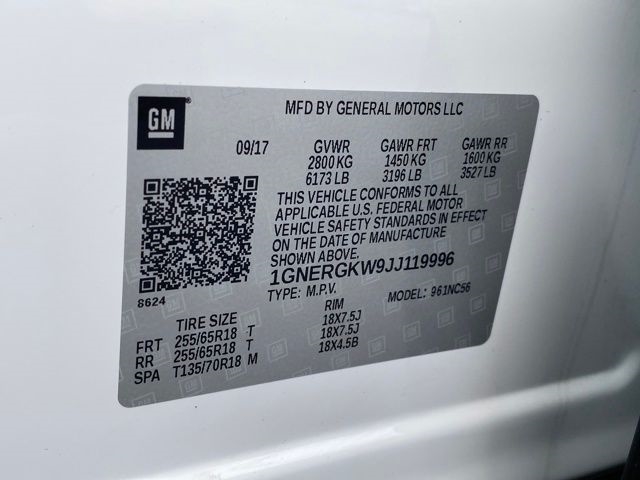 GM
MFD BY GENERAL MOTORS LLC
09/17 GVWR GAWR FRT GAWR RR
2800 KG 1450 KG 1600 KG
6173 LB 3196 LB 3527 LB
THIS VEHICLE CONFORMS TO ALL
APPLICABLE U.S. FEDERAL MOTOR
VEHICLE SAFETY STANDARDS IN EFFECT
ON THE DATE OF MANUFACTURE
SHOWN ABOVE.
1GNERGKW9JJ119996
8624
TYPE: M.P.V. MODEL: 961NC56
TIRE SIZE RIM
FRT 255/65R18 T 18X7.5J
RR 255/65R18 T 18X7.5J
SPA T135/70R18 M 18X4.5B